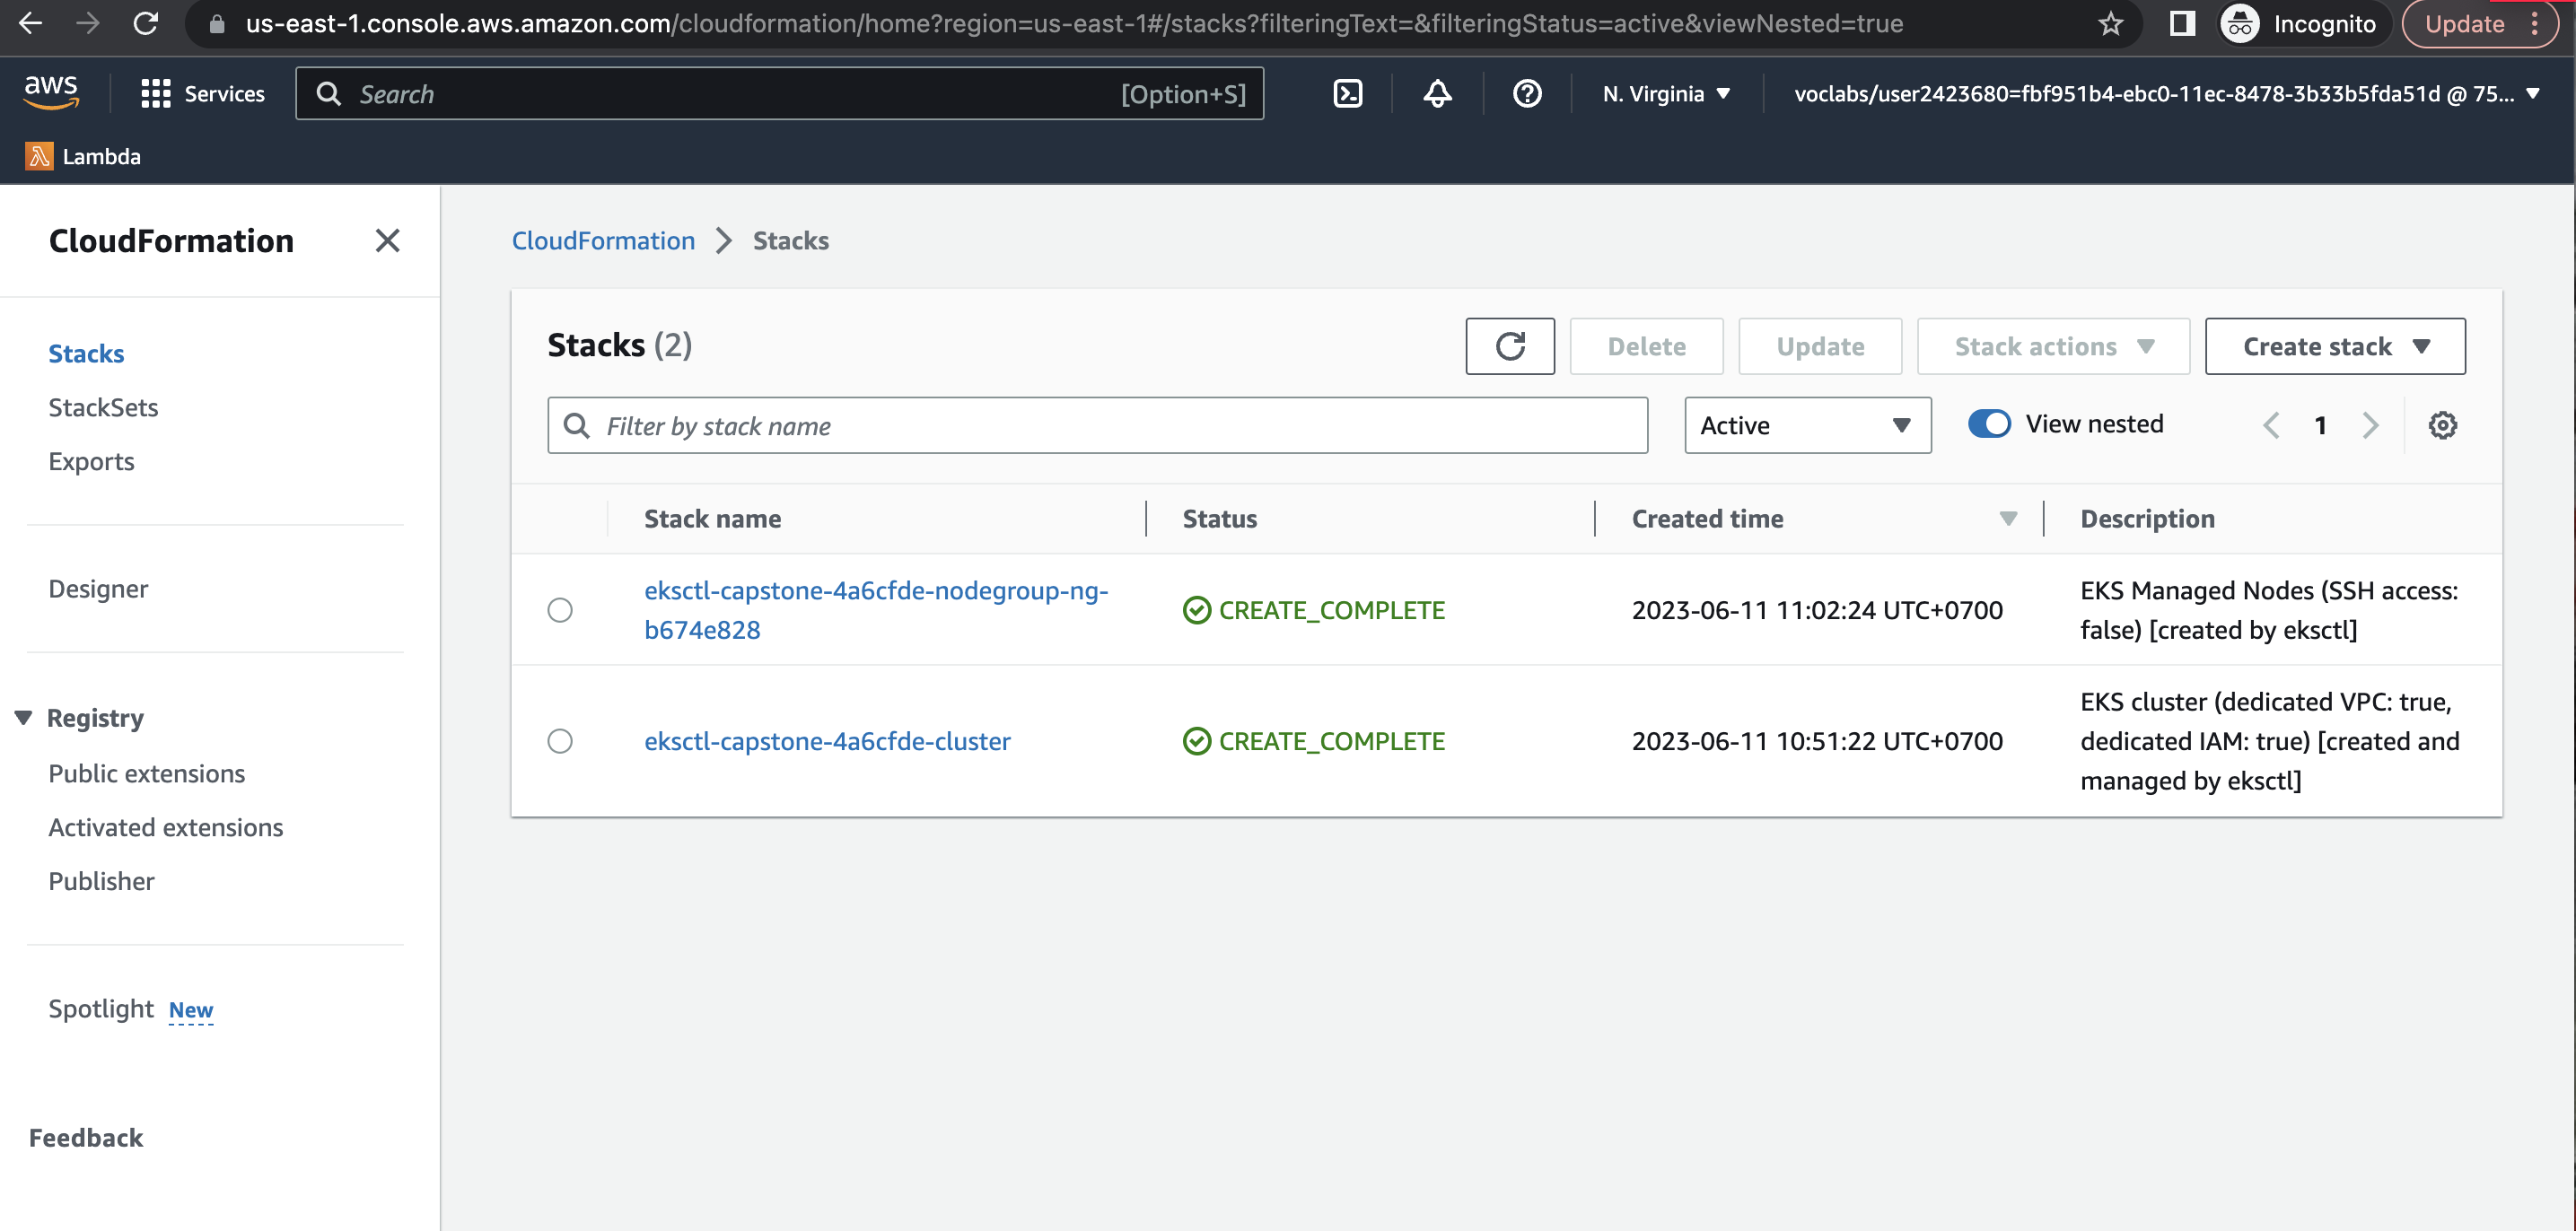 us-east-1.console.aws.amazon.com/cloudformation/home?region=us-east-1#/stacks?filteringText=&filteringStatus=active&viewNested=true
Incognito
Update
aws
Services
Search
[Option+S]
N. Virginia
voclabs/user2423680=fbf951b4-ebc0-11ec-8478-3b33b5fda51d @ 75...
Lambda
CloudFormation
Stacks
StackSets
Exports
Designer
Registry
Public extensions
Activated extensions
Publisher
Spotlight New
Feedback
CloudFormation Stacks
Stacks (2)
Delete
Update
Stack actions
Create stack
Filter by stack name
Active
View nested
1
Stack name
Status
Created time
Description
eksctl-capstone-4a6cfde-nodegroup-ng-
b674e828
CREATE_COMPLETE
2023-06-11 11:02:24 UTC+0700
EKS Managed Nodes (SSH access:
false) [created by eksctl]
eksctl-capstone-4a6cfde-cluster
CREATE_COMPLETE
2023-06-11 10:51:22 UTC+0700
EKS cluster (dedicated VPC: true,
dedicated IAM: true) [created and
managed by eksctl]